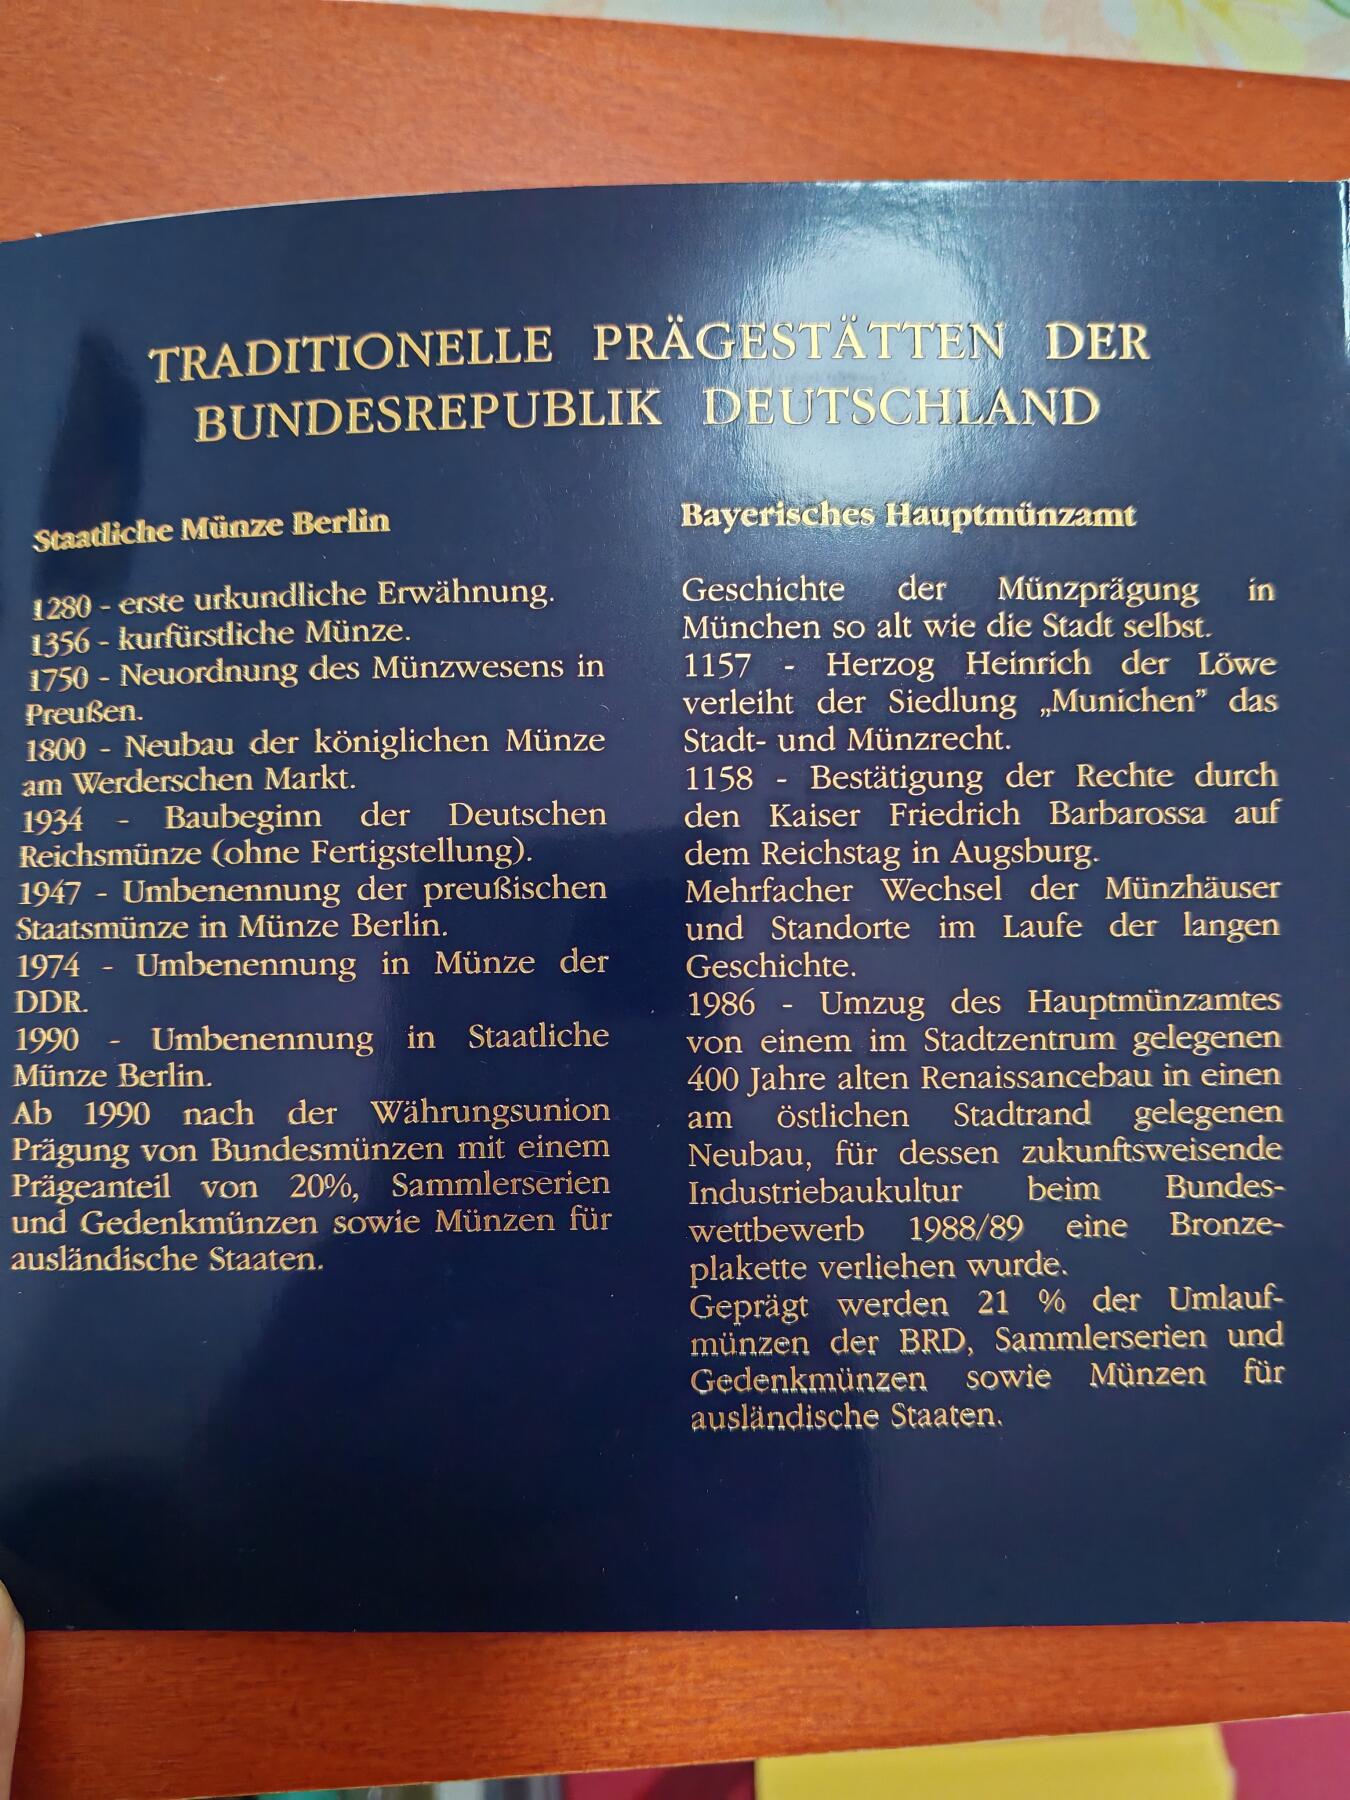 TRADITIONELLE PRÄGESTÄTTEN DER
BUNDESREPUBLIK DEUTSCHLAND
Staatliche Münze Berlin
1280 - erste urkundliche Erwähnung.
1356 - kurfürstliche Münze.
1750 - Neuordnung des Münzwesens in
Preußen.
1800 - Neubau der königlichen Münze
am Werderschen Markt.
1934 - Baubeginn der Deutschen
Reichsmünze (ohne Fertigstellung).
1947 - Umbenennung der preußischen
Staatsmünze in Münze Berlin.
1974 - Umbenennung in Münze der
DDR.
1990 - Umbenennung in Staatliche
Münze Berlin.
Ab 1990 nach der Währungsunion
Prägung von Bundesmünzen mit einem
Prägeanteil von 20%, Sammlerserien
und Gedenkmünzen sowie Münzen für
ausländische Staaten.
Bayerisches Hauptmünzamt
Geschichte der Münzprägung in
München so alt wie die Stadt selbst.
1157 - Herzog Heinrich der Löwe
verleiht der Siedlung „Munichen” das
Stadt- und Münzrecht.
1158 - Bestätigung der Rechte durch
den Kaiser Friedrich Barbarossa auf
dem Reichstag in Augsburg.
Mehrfacher Wechsel der Münzhäuser
und Standorte im Laufe der langen
Geschichte.
1986 - Umzug des Hauptmünzamtes
von einem im Stadtzentrum gelegenen
400 Jahre alten Renaissancebau in einen
am östlichen Stadtrand gelegenen
Neubau, für dessen zukunftsweisende
Industriebaukultur beim Bundes-
wettbewerb 1988/89 eine Bronze-
plakette verliehen wurde.
Geprägt werden 21 % der Umlauf-
münzen der BRD, Sammlerserien und
Gedenkmünzen sowie Münzen für
ausländische Staaten.